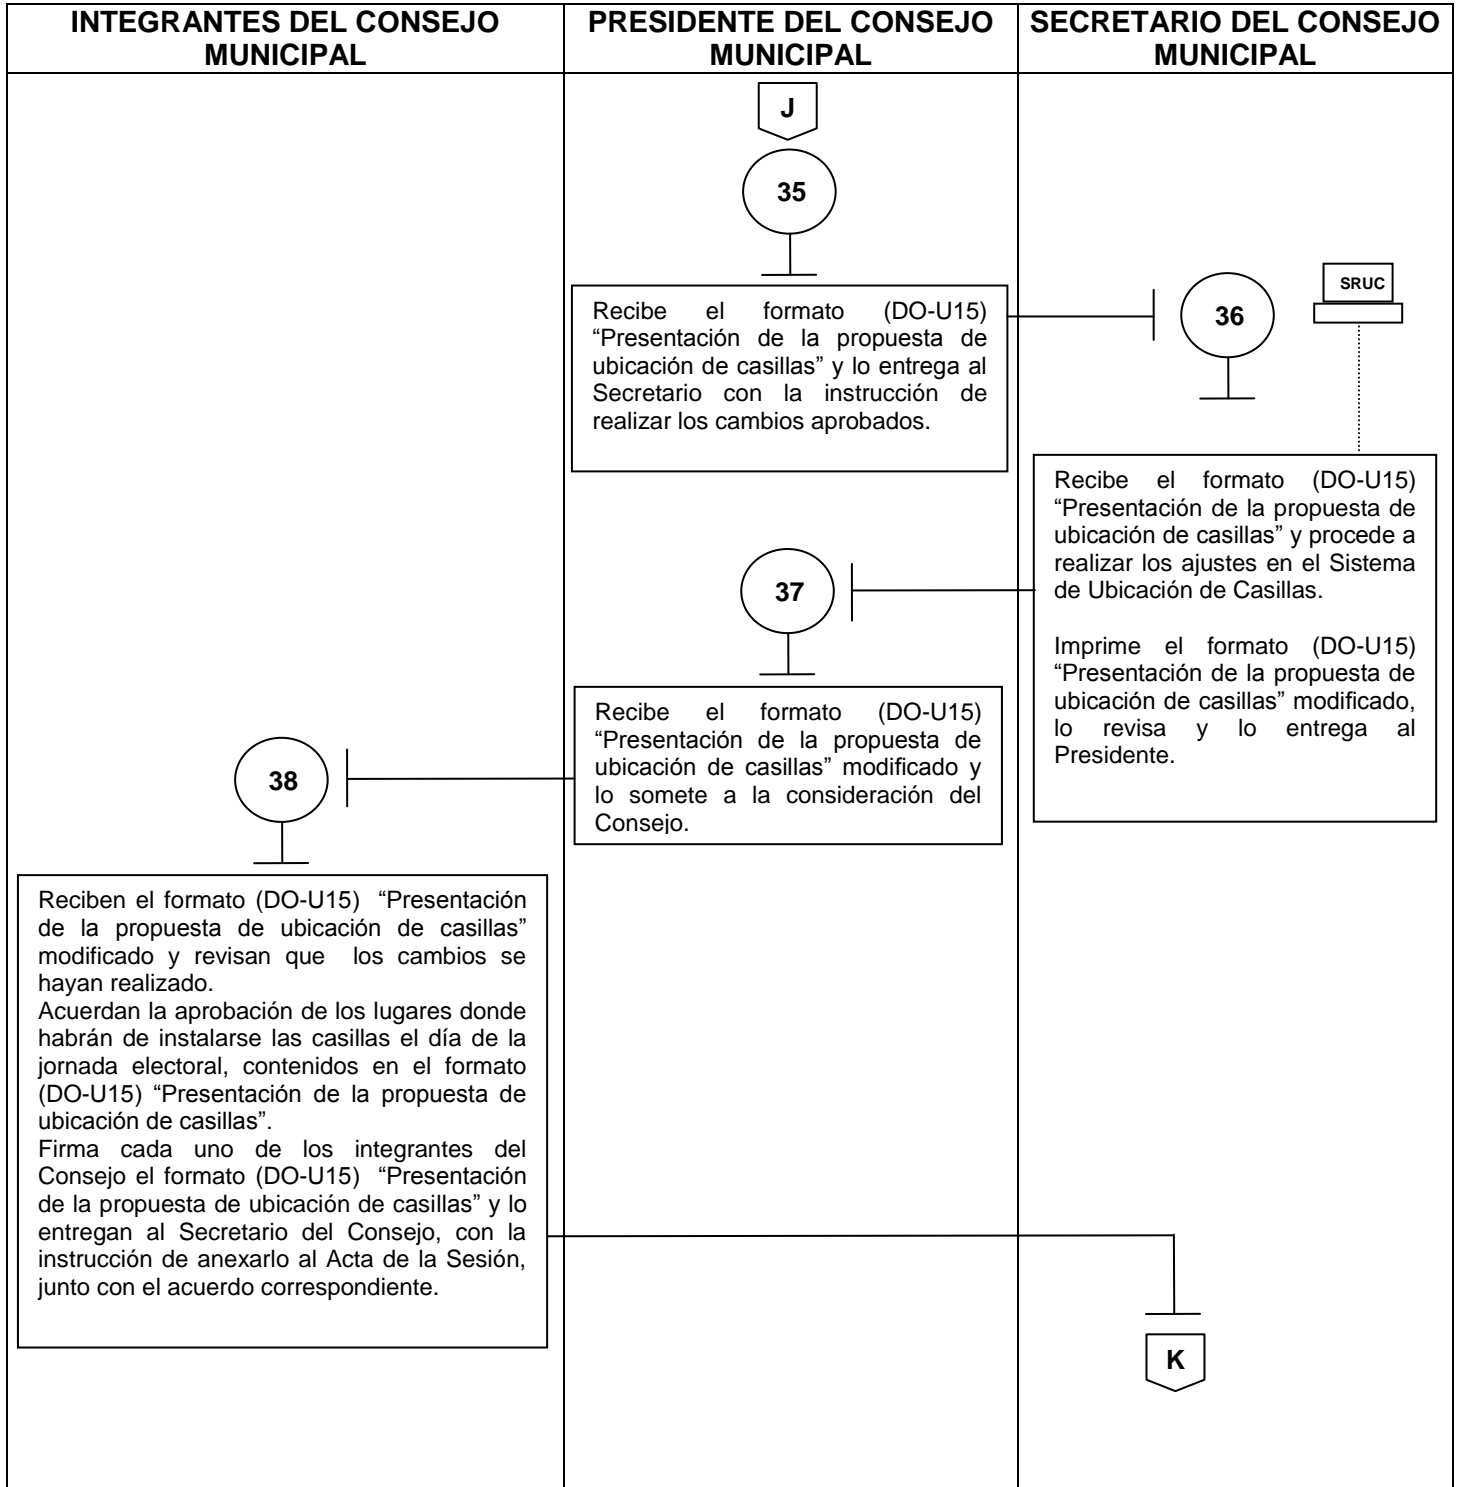 INTEGRANTES DEL CONSEJO
MUNICIPAL
PRESIDENTE DEL CONSEJO
MUNICIPAL
SECRETARIO DEL CONSEJO
MUNICIPAL
J
35
Recibe el formato (DO-U15)
“Presentación de la propuesta de
ubicación de casillas” y lo entrega al
Secretario con la instrucción de
realizar los cambios aprobados.
36
SRUC
Recibe el formato (DO-U15)
“Presentación de la propuesta de
ubicación de casillas” y procede a
realizar los ajustes en el Sistema
de Ubicación de Casillas.
Imprime el formato (DO-U15)
“Presentación de la propuesta de
ubicación de casillas” modificado,
lo revisa y lo entrega al
Presidente.
37
Recibe el formato (DO-U15)
“Presentación de la propuesta de
ubicación de casillas” modificado y
lo somete a la consideración del
Consejo.
38
Reciben el formato (DO-U15) “Presentación
de la propuesta de ubicación de casillas”
modificado y revisan que los cambios se
hayan realizado.
Acuerdan la aprobación de los lugares donde
habrán de instalarse las casillas el día de la
jornada electoral, contenidos en el formato
(DO-U15) “Presentación de la propuesta de
ubicación de casillas”.
Firma cada uno de los integrantes del
Consejo el formato (DO-U15) “Presentación
de la propuesta de ubicación de casillas” y lo
entregan al Secretario del Consejo, con la
instrucción de anexarlo al Acta de la Sesión,
junto con el acuerdo correspondiente.
K